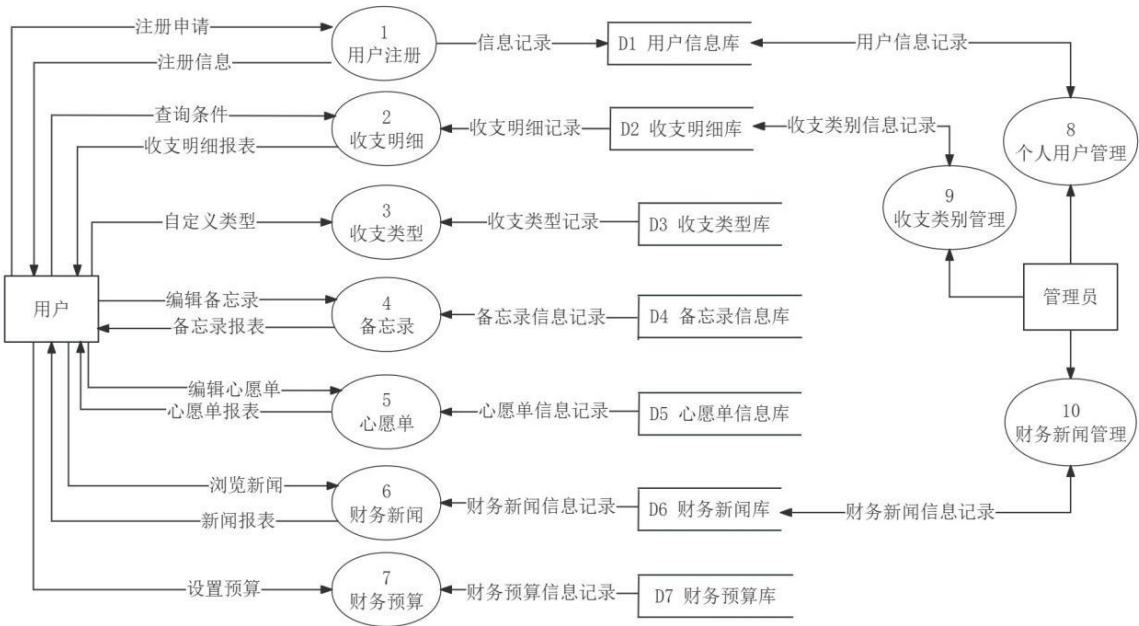 注册申请
1
用户注册
信息记录
D1 用户信息库
用户信息记录
注册信息
查询条件
2
收支明细
收支明细记录
D2 收支明细库
收支类别信息记录
8
个人用户管理
收支明细报表
9
收支类别管理
自定义类型
3
收支类型
收支类型记录
D3 收支类型库
用户
编辑备忘录
4
备忘录
备忘录信息记录
D4 备忘录信息库
管理员
备忘录报表
编辑心愿单
5
心愿单
心愿单信息记录
D5 心愿单信息库
心愿单报表
10
财务新闻管理
浏览新闻
6
财务新闻
财务新闻信息记录
D6 财务新闻库
财务新闻信息记录
新闻报表
设置预算
7
财务预算
财务预算信息记录
D7 财务预算库